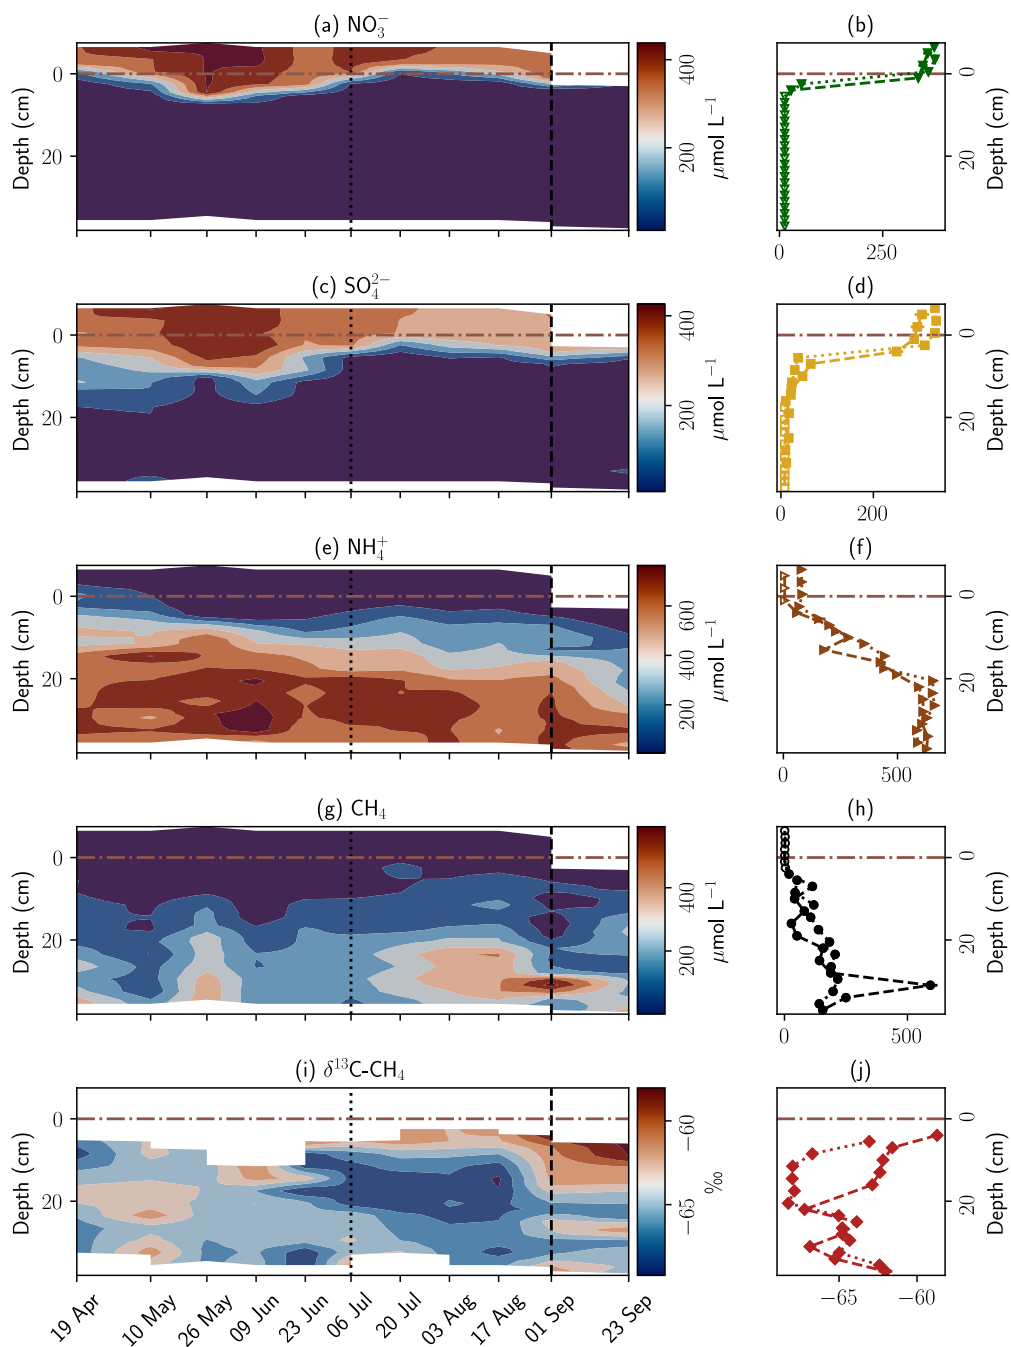 (a) NO₃⁻
(b)
Depth (cm)
0
20
400
200
μmol L⁻¹
0
250
0
20
Depth (cm)
(c) SO₄²⁻
(d)
Depth (cm)
0
20
400
200
μmol L⁻¹
0
200
0
20
Depth (cm)
(e) NH₄⁺
(f)
Depth (cm)
0
20
600
400
200
μmol L⁻¹
0
500
0
20
Depth (cm)
(g) CH₄
(h)
Depth (cm)
0
20
400
200
μmol L⁻¹
0
500
0
20
Depth (cm)
(i) δ¹³C-CH₄
(j)
Depth (cm)
0
20
−60
−65
‰
−65
−60
0
20
Depth (cm)
19 Apr
10 May
26 May
09 Jun
23 Jun
06 Jul
20 Jul
03 Aug
17 Aug
01 Sep
23 Sep